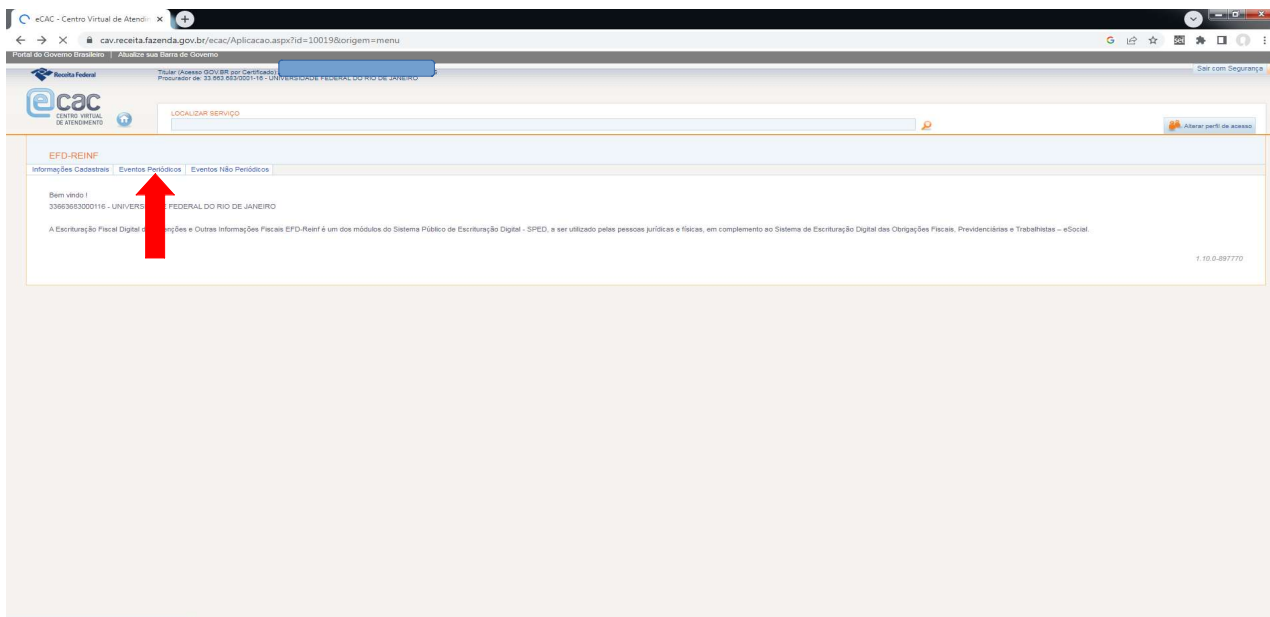 eCAC - Centro Virtual de Atendi
cav.receita.fazenda.gov.br/ecac/Aplicacao.aspx?id=10019&origem=menu
Portal do Governo Brasileiro | Atualize sua Barra de Governo
Receita Federal
Titular (Acesso GOV.BR por Certificado):
Procurador de: 33.663.683/0001-16 - UNIVERSIDADE FEDERAL DO RIO DE JANEIRO
Sair com Segurança
ecac
CENTRO VIRTUAL
DE ATENDIMENTO
LOCALIZAR SERVIÇO
Alterar perfil de acesso
EFD-REINF
Informações Cadastrais Eventos Periódicos Eventos Não Periódicos
Bem vindo !
33663683000116 - UNIVERSI E FEDERAL DO RIO DE JANEIRO
A Escrituração Fiscal Digital d enções e Outras Informações Fiscais EFD-Reinf é um dos módulos do Sistema Público de Escrituração Digital - SPED, a ser utilizado pelas pessoas jurídicas e físicas, em complemento ao Sistema de Escrituração Digital das Obrigações Fiscais, Previdenciárias e Trabalhistas – eSocial.
1.10.0-897770